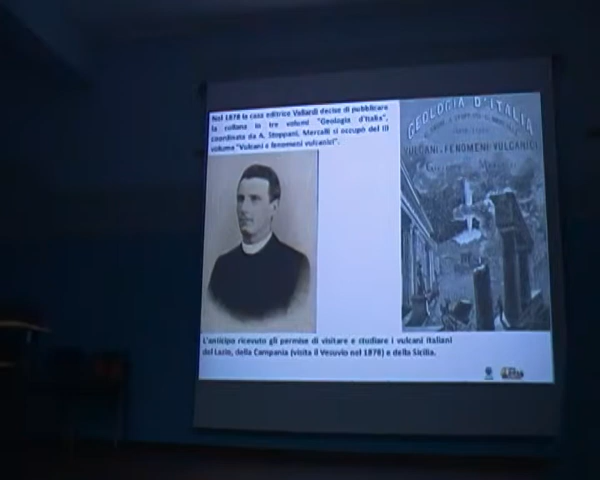 Nel 1878 la casa editrice Vallardi decise di pubblicare
la collana in tre volumi "Geologia d'Italia",
coordinata da A. Stoppani, Mercalli si occupò del III
volume "Vulcani e fenomeni vulcanici".
GEOLOGIA D'ITALIA
VULCANI E FENOMENI VULCANICI
L'anticipo ricevuto gli permise di visitare e studiare i vulcani italiani
del Lazio, della Campania (visita il Vesuvio nel 1878) e della Sicilia.